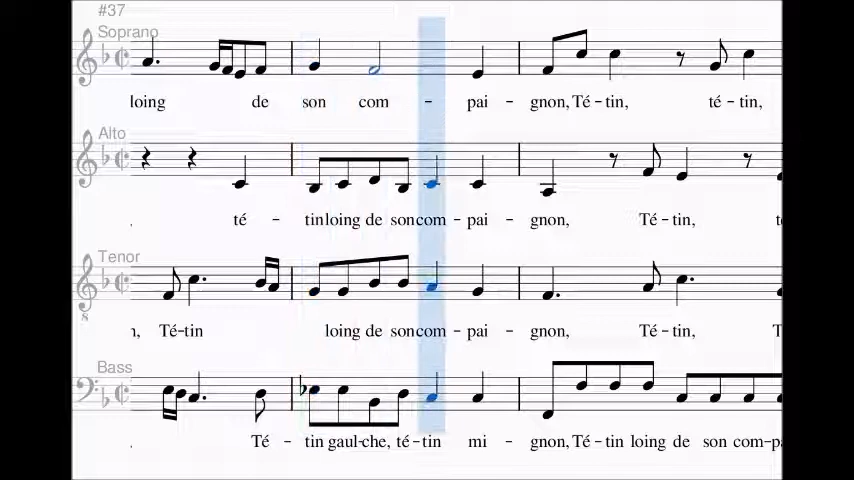 #37
Soprano
loing de son com - pai - gnon, Té - tin, té - tin,
Alto
, té - tin loing de son com - pai - gnon, Té - tin,
Tenor
8
n, Té-tin loing de son com - pai - gnon, Té - tin, T
Bass
. Té - tin gaul-che, té - tin mi - gnon, Té - tin loing de son com-p